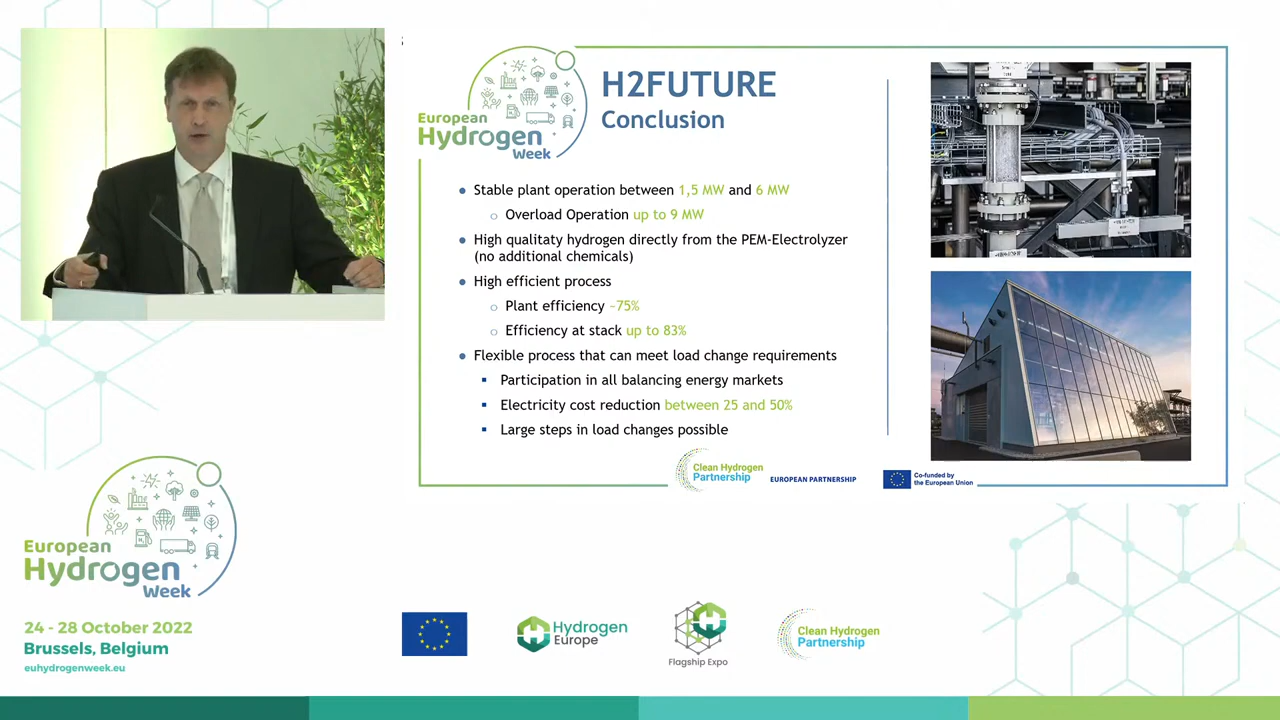 European
Hydrogen
Week
H2FUTURE
Conclusion
• Stable plant operation between 1,5 MW and 6 MW
o Overload Operation up to 9 MW
• High qualitaty hydrogen directly from the PEM-Electrolyzer
(no additional chemicals)
• High efficient process
o Plant efficiency ~75%
o Efficiency at stack up to 83%
• Flexible process that can meet load change requirements
▪ Participation in all balancing energy markets
▪ Electricity cost reduction between 25 and 50%
▪ Large steps in load changes possible
Clean Hydrogen
Partnership
EUROPEAN PARTNERSHIP
Co-funded by
the European Union
European
Hydrogen
Week
24 - 28 October 2022
Brussels, Belgium
euhydrogenweek.eu
Hydrogen
Europe
Flagship Expo
Clean Hydrogen
Partnership